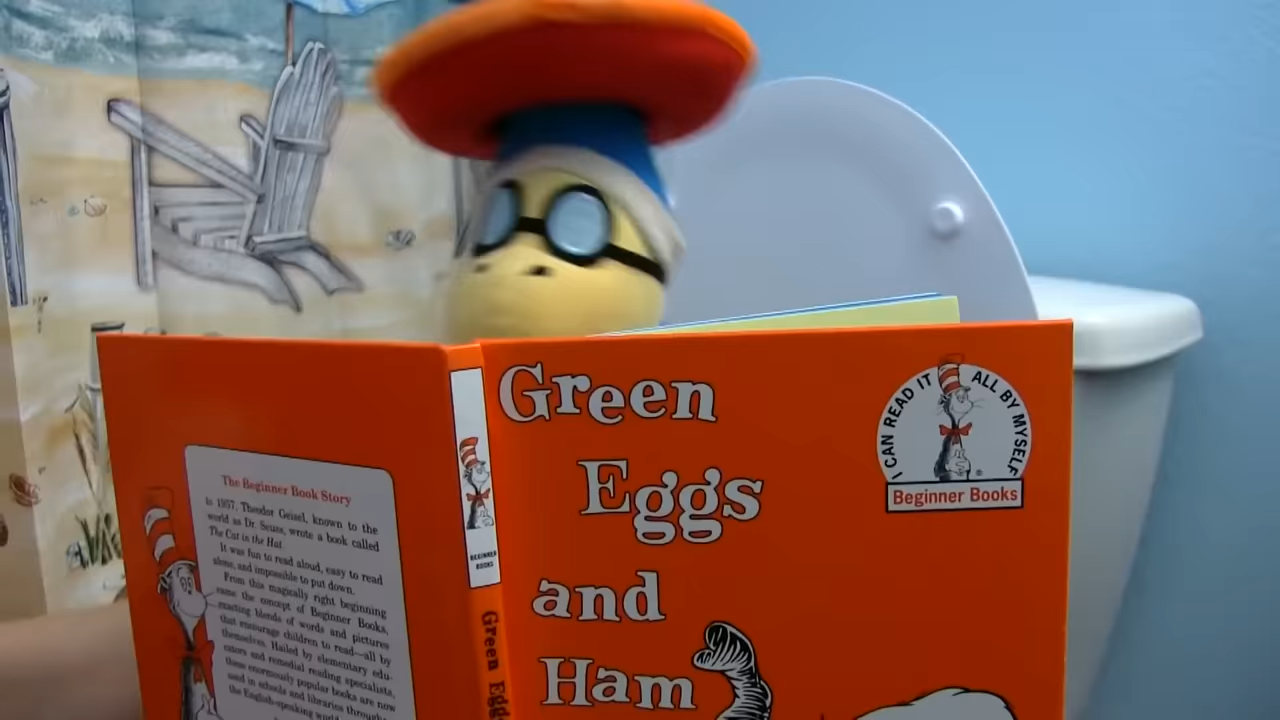 The Beginner Book Story
In 1957, Theodor Geisel, known to the
world as Dr. Seuss, wrote a book called
The Cat in the Hat.
It was fun to read aloud, easy to read
alone, and impossible to put down.
From this magically right beginning
came the concept of Beginner Books,
exacting blends of words and pictures
that encourage children to read—all by
themselves. Hailed by elementary edu-
cators and remedial reading specialists,
these enormously popular books are now
used in schools and libraries through
the English-speaking
BEGINNER
BOOKS
Green Egg
Green
Eggs
and
Ham
I CAN READ IT ALL BY MYSELF
Beginner Books